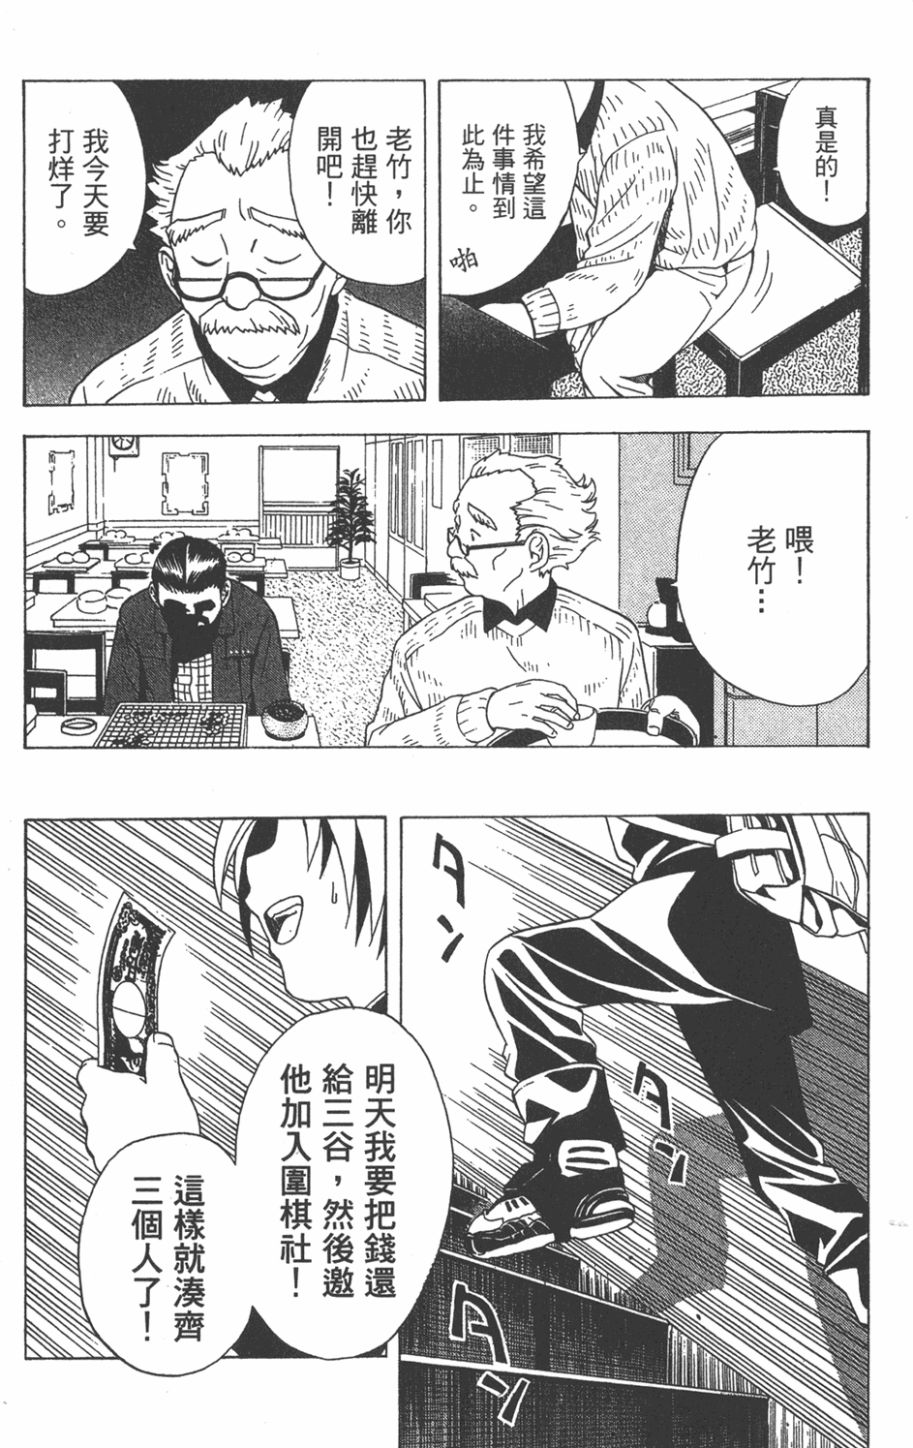 真是的！
我希望這
件事情到
此為止。
啪
老竹，你
也趕快離
開吧！
我今天要
打烊了。
喂！
老竹…
タン
タン
タン
明天我要把錢還
給三谷，然後邀
他加入圍棋社！
這樣就湊齊
三個人了！